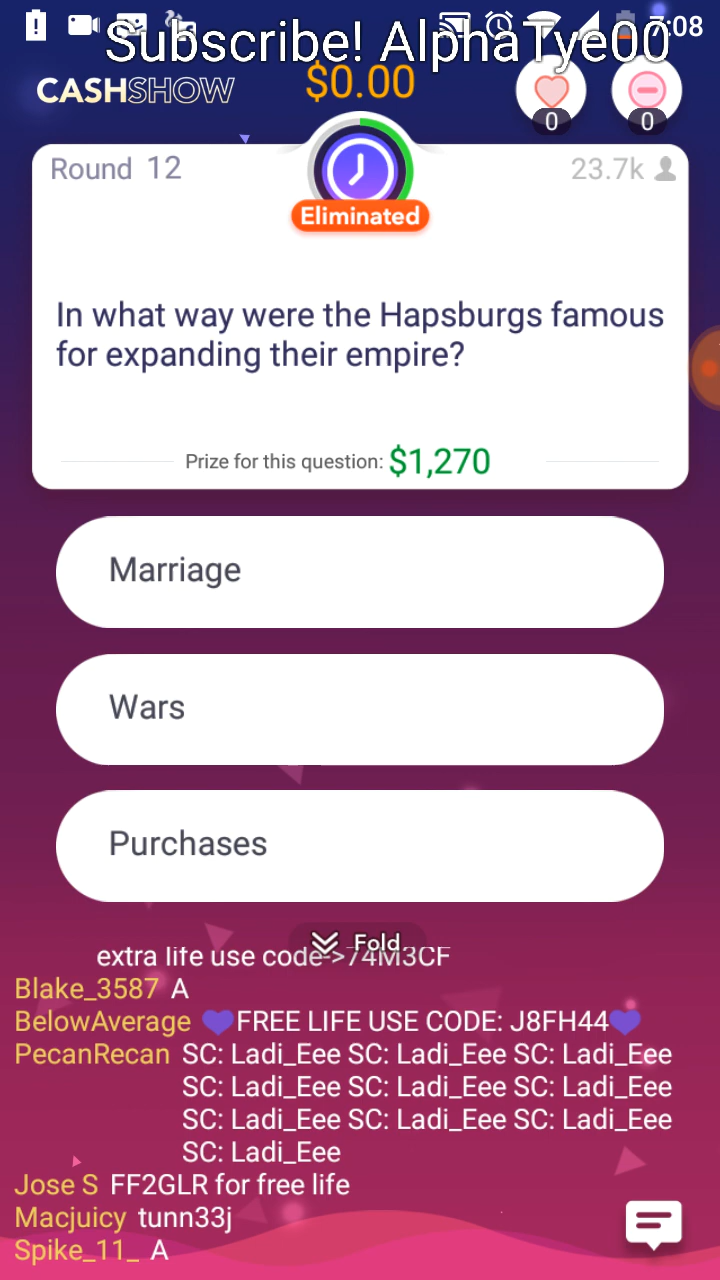 7:08
Subscribe! AlphaTye00
CASHSHOW
$0.00
0
0
Round 12
23.7k
Eliminated
In what way were the Hapsburgs famous
for expanding their empire?
Prize for this question: $1,270
Marriage
Wars
Purchases
Fold
extra life use code->74M3CF
Blake_3587 A
BelowAverage 💜FREE LIFE USE CODE: J8FH44💜
PecanRecan SC: Ladi_Eee SC: Ladi_Eee SC: Ladi_Eee
SC: Ladi_Eee SC: Ladi_Eee SC: Ladi_Eee
SC: Ladi_Eee SC: Ladi_Eee SC: Ladi_Eee
SC: Ladi_Eee
Jose S FF2GLR for free life
Macjuicy tunn33j
Spike_11_ A